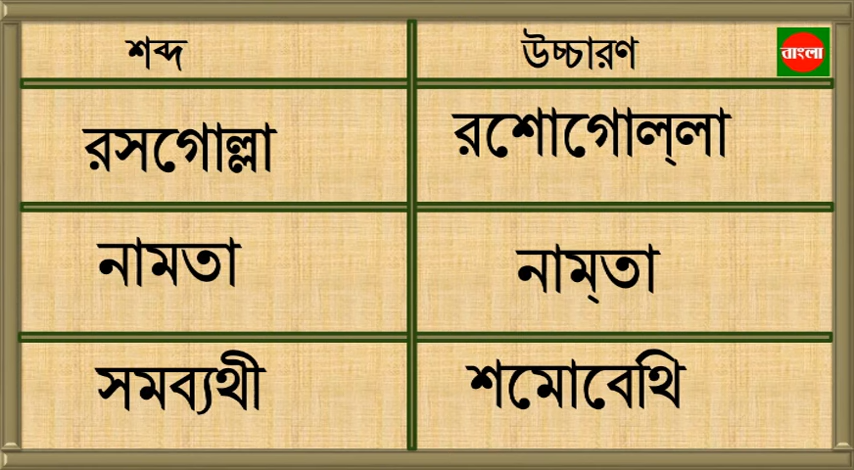 শব্দ উচ্চারণ বাংলা
রসগোল্লা রশোগোল্‌লা
নামতা নাম্‌তা
সমব্যথী শমোবেথি